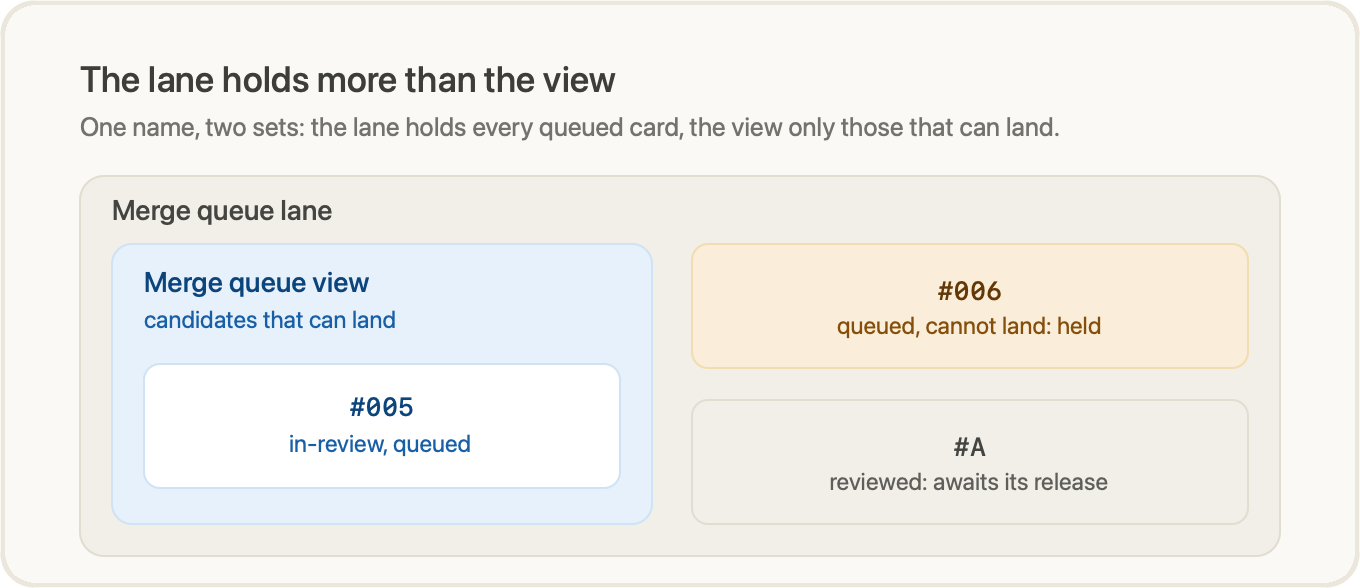 The lane holds more than the view
One name, two sets: the lane holds every queued card, the view only those that can land.
Merge queue lane
Merge queue view
candidates that can land
#005
in-review, queued
#006
queued, cannot land: held
#A
reviewed: awaits its release